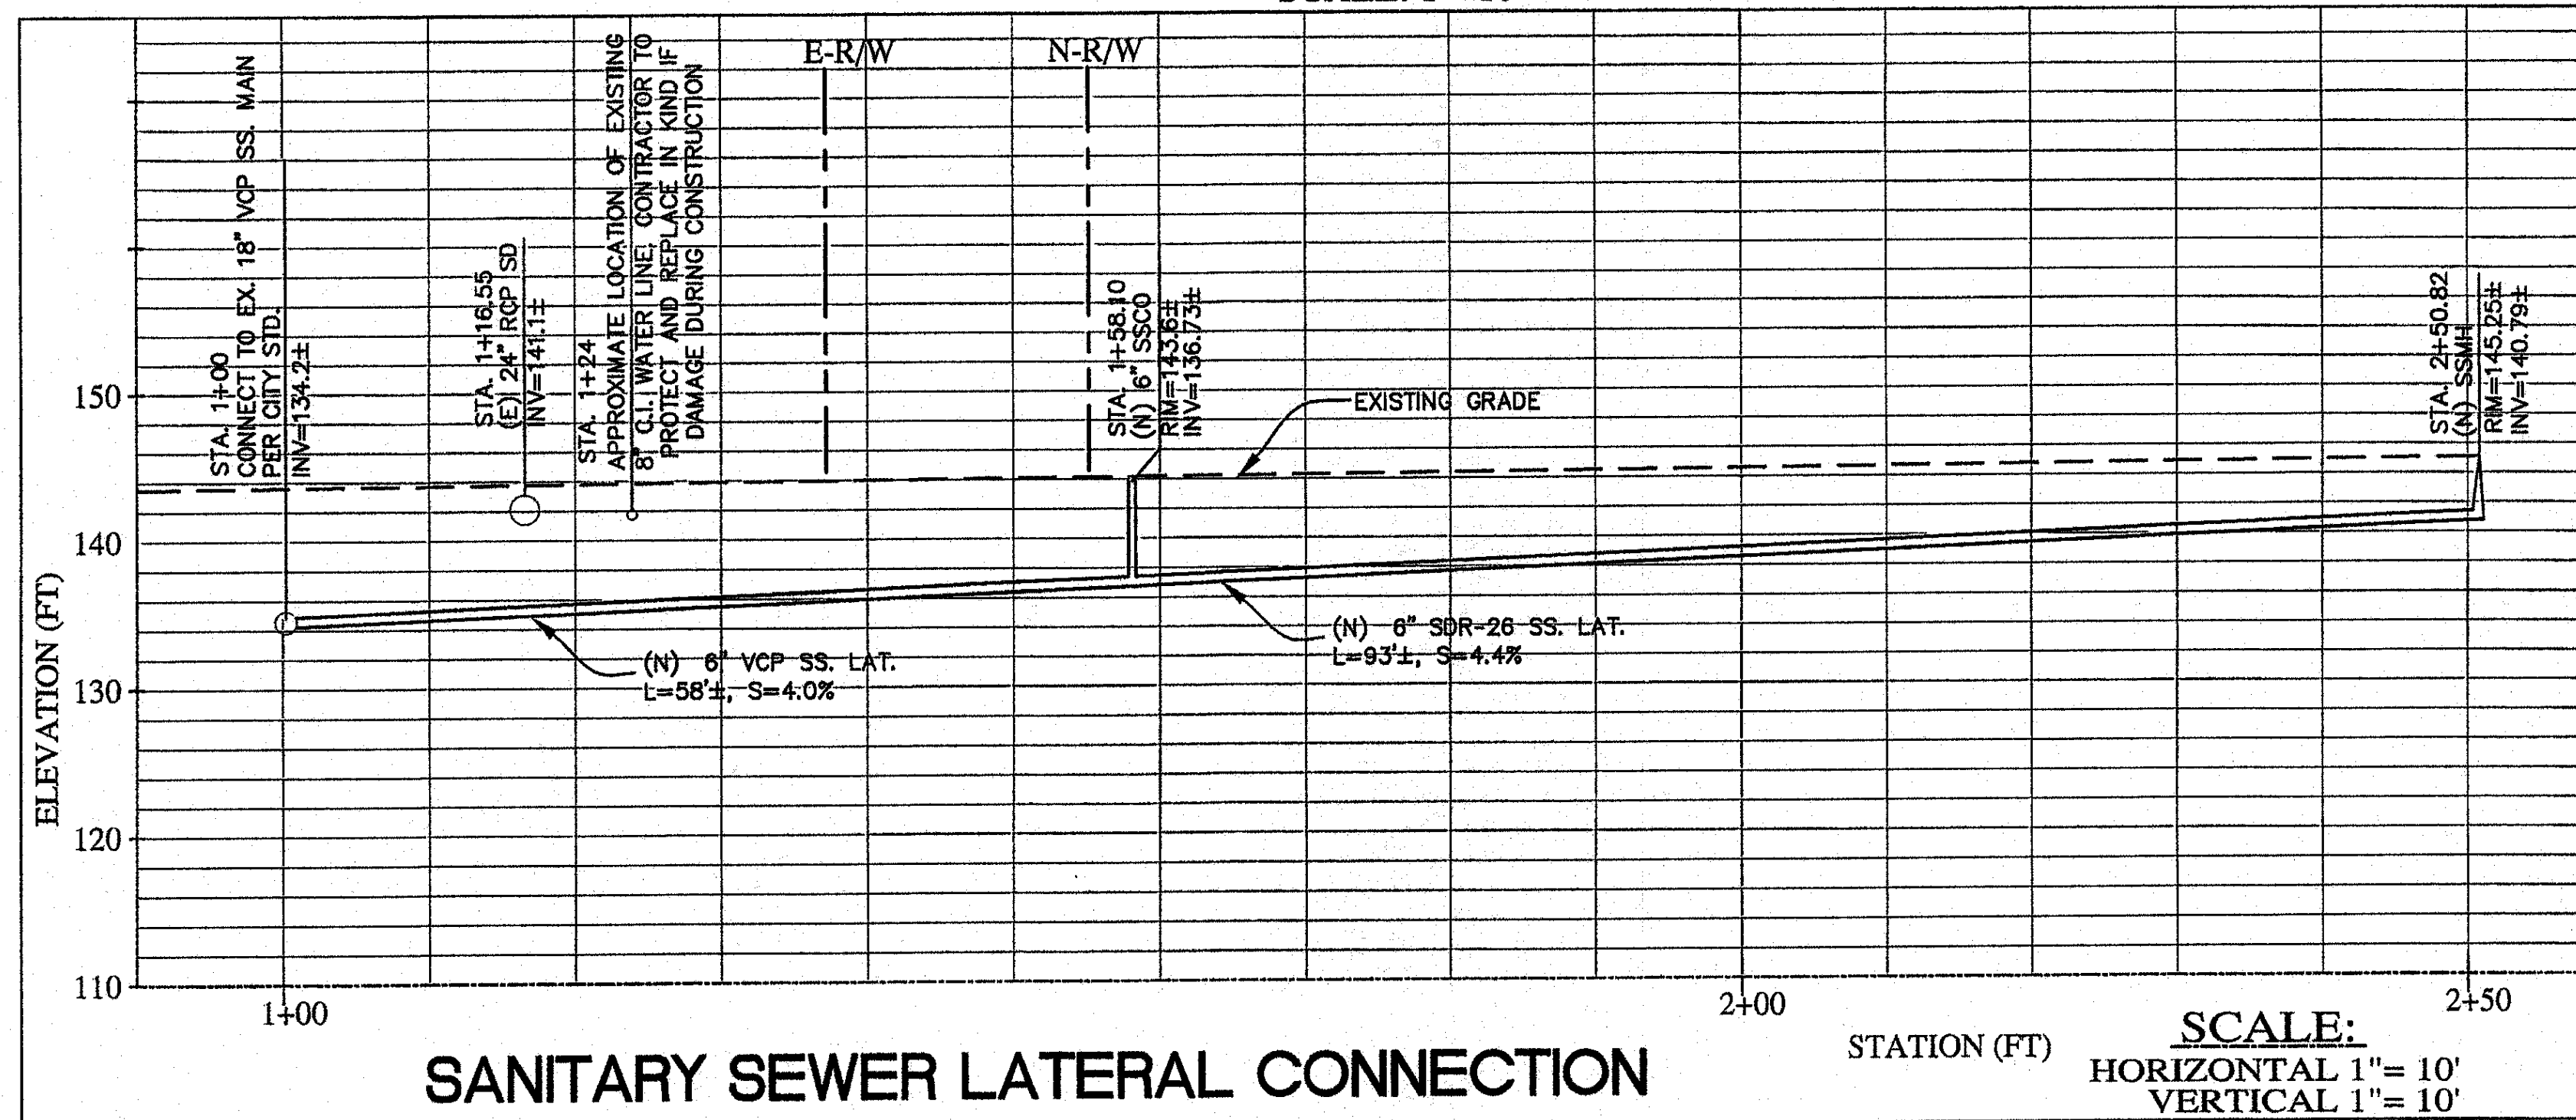 E-R/W
N-R/W
STA. 1+00
CONNECT TO EX. 18" VCP SS. MAIN
PER CITY STD.
INV=134.2±
STA. 1+16.55
(E) 24" RCP SD
INV=141.1±
STA. 1+24
APPROXIMATE LOCATION OF EXISTING
8" C.I. WATER LINE, CONTRACTOR TO
PROTECT AND REPLACE IN KIND IF
DAMAGE DURING CONSTRUCTION
STA. 1+58.10
(N) 6" SSCO
RIM=143.6±
INV=136.73±
EXISTING GRADE
STA. 2+50.82
(N) SSMH
RIM=145.25±
INV=140.79±
150
140
130
120
110
ELEVATION (FT)
(N) 6" VCP SS. LAT.
L=58'±, S=4.0%
(N) 6" SDR-26 SS. LAT.
L=93'±, S=4.4%
1+00
2+00
2+50
STATION (FT)
SANITARY SEWER LATERAL CONNECTION
SCALE:
HORIZONTAL 1"= 10'
VERTICAL 1"= 10'